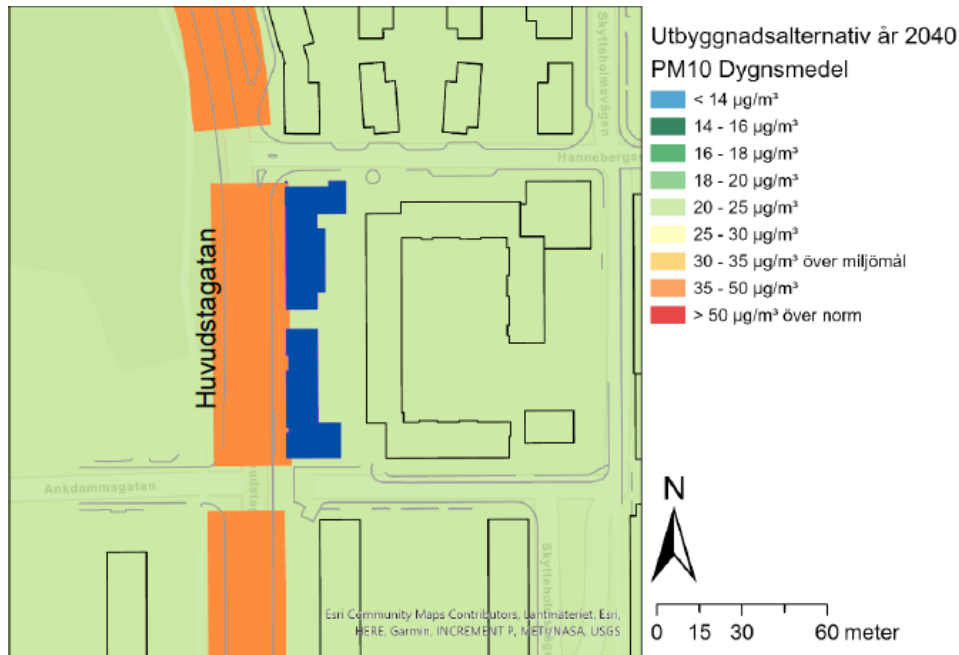 Utbyggnadsalternativ år 2040
PM10 Dygnsmedel
< 14 µg/m³
14 - 16 µg/m³
16 - 18 µg/m³
18 - 20 µg/m³
20 - 25 µg/m³
25 - 30 µg/m³
30 - 35 µg/m³ över miljömål
35 - 50 µg/m³
> 50 µg/m³ över norm
Skytteholmsvägen
Hannebergs
Huvudstagatan
Ankdammsgatan
Esri Community Maps Contributors, Lantmäteriet, Esri,
HERE, Garmin, INCREMENT P, METI/NASA, USGS
N
0 15 30 60 meter